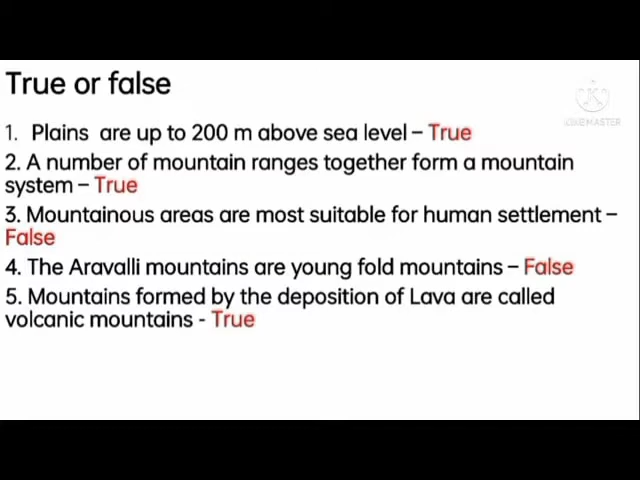 True or false
KINEMASTER
1. Plains are up to 200 m above sea level – True
2. A number of mountain ranges together form a mountain
system – True
3. Mountainous areas are most suitable for human settlement –
False
4. The Aravalli mountains are young fold mountains – False
5. Mountains formed by the deposition of Lava are called
volcanic mountains - True